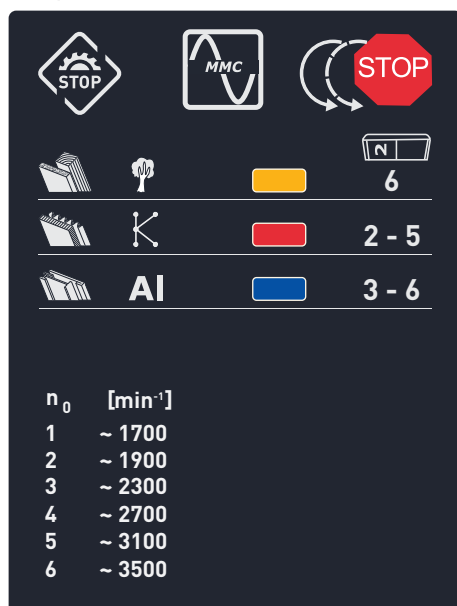 STOP MMC STOP
2
6
2 - 5
Al 3 - 6
n0 [min-1]
1 ~ 1700
2 ~ 1900
3 ~ 2300
4 ~ 2700
5 ~ 3100
6 ~ 3500